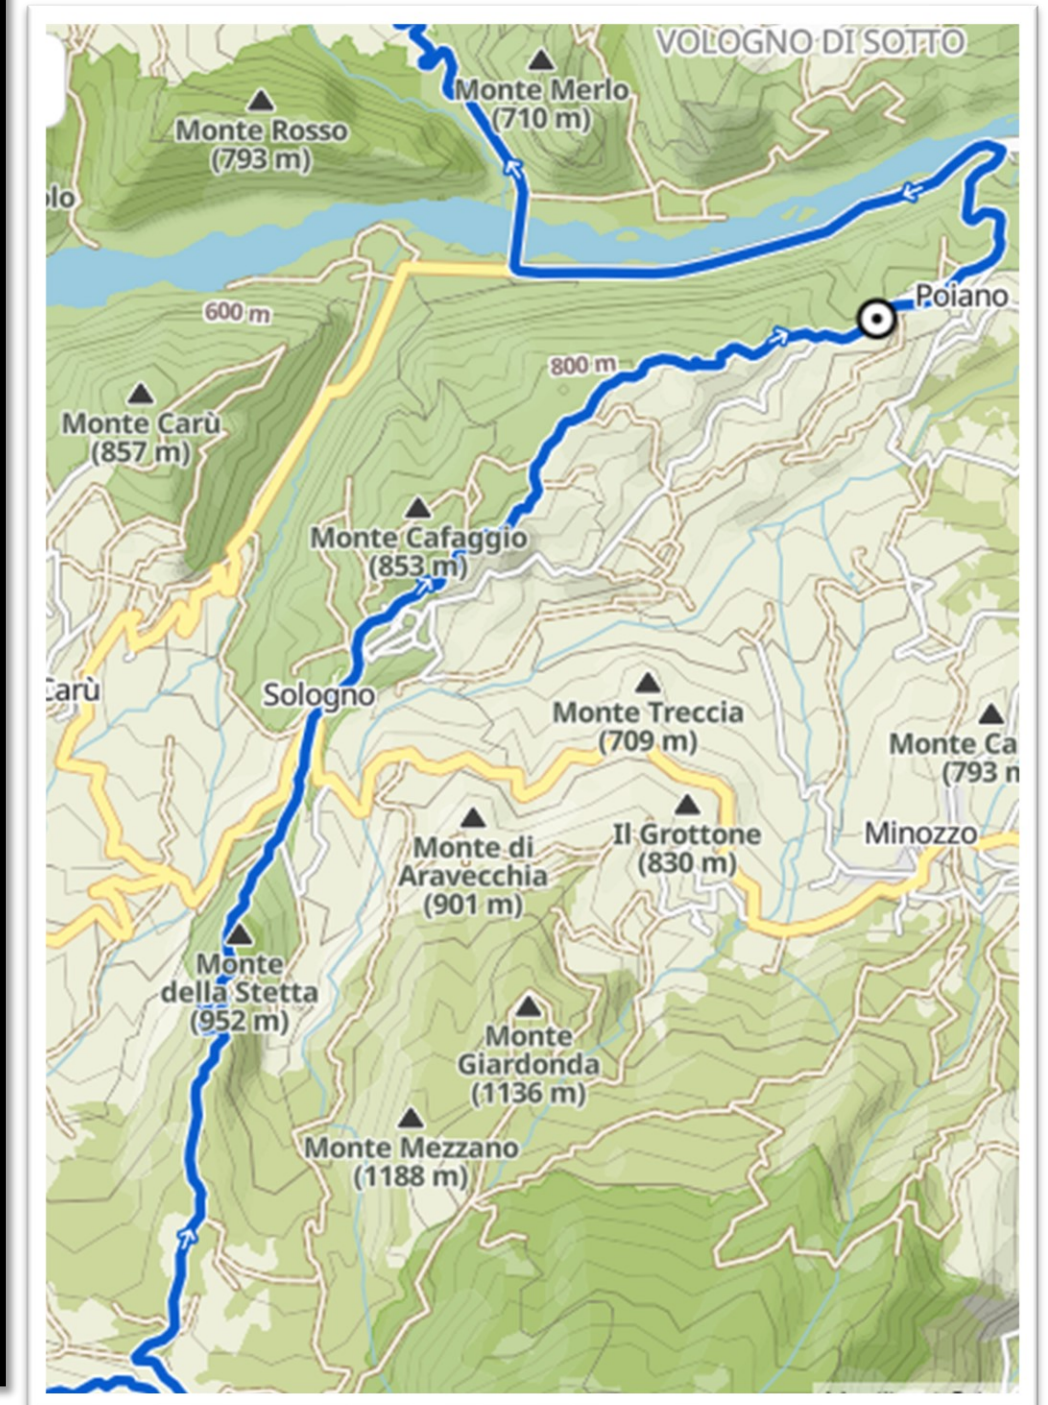 VOLOGNO DI SOTTO
Monte Merlo
(710 m)
Monte Rosso
(793 m)
olo
Poiano
600 m
800 m
Monte Carù
(857 m)
Monte Cafaggio
(853 m)
Carù
Sologno
Monte Treccia
(709 m)
Monte Ca
(793 m
Minozzo
Il Grottone
(830 m)
Monte di
Aravecchia
(901 m)
Monte
della Stetta
(952 m)
Monte
Giardonda
(1136 m)
Monte Mezzano
(1188 m)